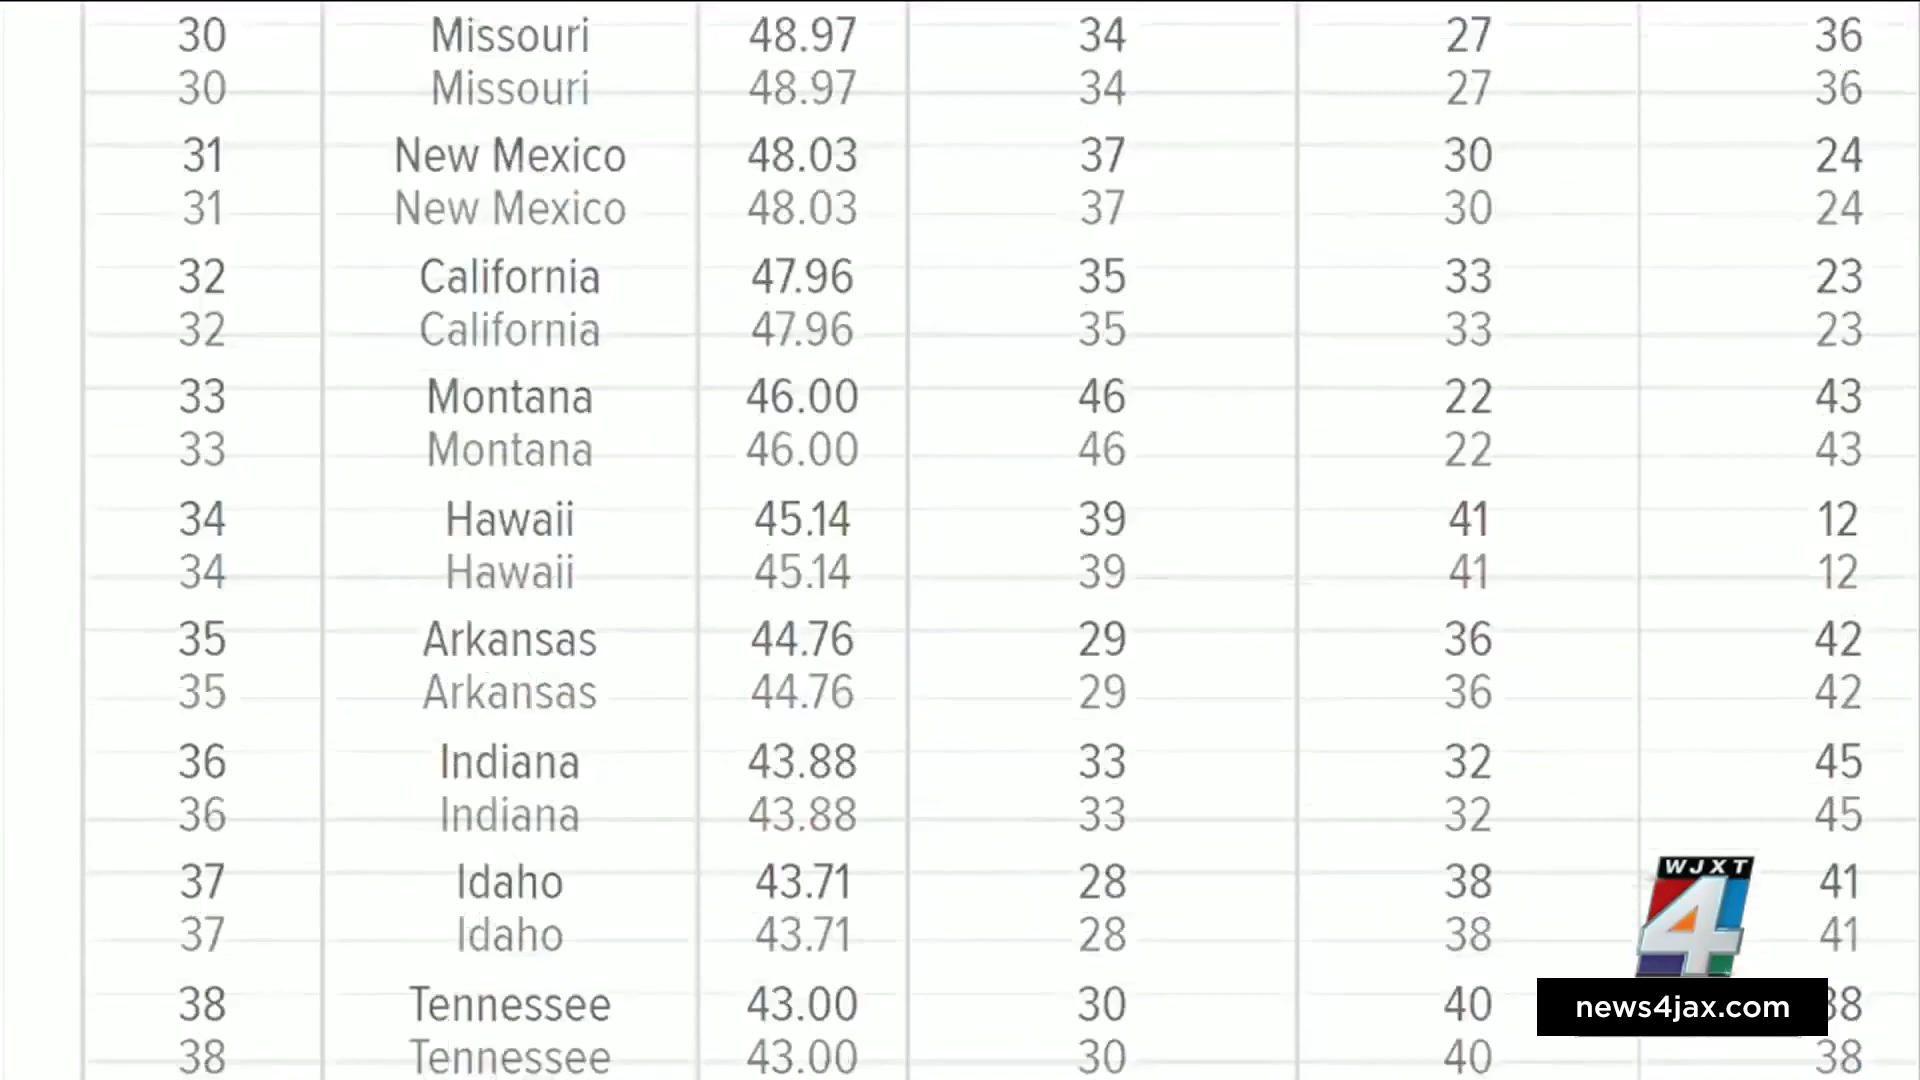 30 Missouri 48.97 34 27 36
30 Missouri 48.97 34 27 36
31 New Mexico 48.03 37 30 24
31 New Mexico 48.03 37 30 24
32 California 47.96 35 33 23
32 California 47.96 35 33 23
33 Montana 46.00 46 22 43
33 Montana 46.00 46 22 43
34 Hawaii 45.14 39 41 12
34 Hawaii 45.14 39 41 12
35 Arkansas 44.76 29 36 42
35 Arkansas 44.76 29 36 42
36 Indiana 43.88 33 32 45
36 Indiana 43.88 33 32 45
37 Idaho 43.71 28 38 41
37 Idaho 43.71 28 38 41
38 Tennessee 43.00 30 40 38
38 Tennessee 43.00 30 40 38
WJXT
4
news4jax.com